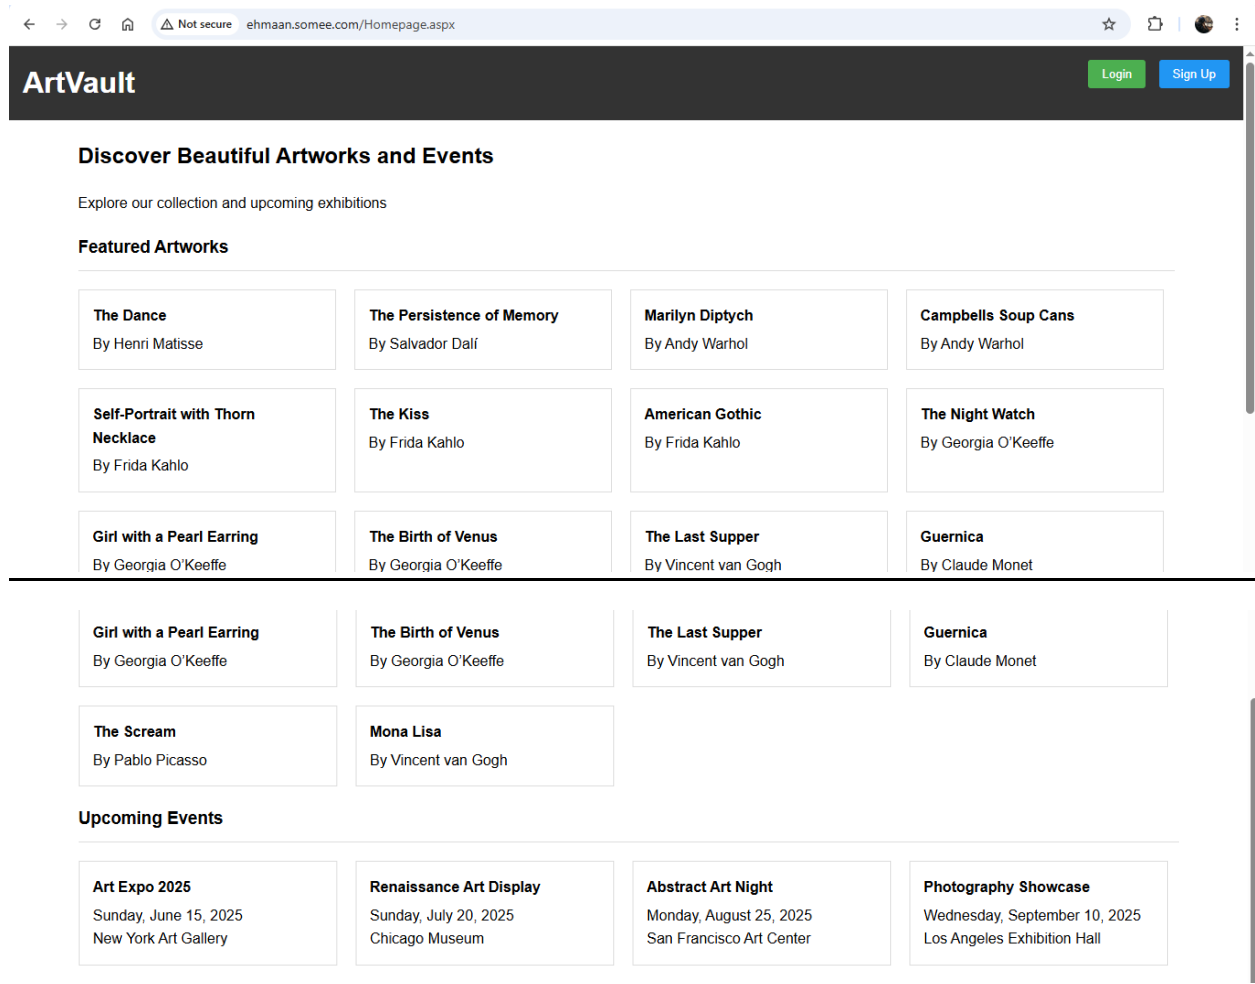 Not secure ehmaan.somee.com/Homepage.aspx
ArtVault
Login Sign Up
Discover Beautiful Artworks and Events
Explore our collection and upcoming exhibitions
Featured Artworks
The Dance
By Henri Matisse
The Persistence of Memory
By Salvador Dalí
Marilyn Diptych
By Andy Warhol
Campbells Soup Cans
By Andy Warhol
Self-Portrait with Thorn
Necklace
By Frida Kahlo
The Kiss
By Frida Kahlo
American Gothic
By Frida Kahlo
The Night Watch
By Georgia O’Keeffe
Girl with a Pearl Earring
By Georgia O’Keeffe
The Birth of Venus
By Georgia O’Keeffe
The Last Supper
By Vincent van Gogh
Guernica
By Claude Monet
Girl with a Pearl Earring
By Georgia O’Keeffe
The Birth of Venus
By Georgia O’Keeffe
The Last Supper
By Vincent van Gogh
Guernica
By Claude Monet
The Scream
By Pablo Picasso
Mona Lisa
By Vincent van Gogh
Upcoming Events
Art Expo 2025
Sunday, June 15, 2025
New York Art Gallery
Renaissance Art Display
Sunday, July 20, 2025
Chicago Museum
Abstract Art Night
Monday, August 25, 2025
San Francisco Art Center
Photography Showcase
Wednesday, September 10, 2025
Los Angeles Exhibition Hall